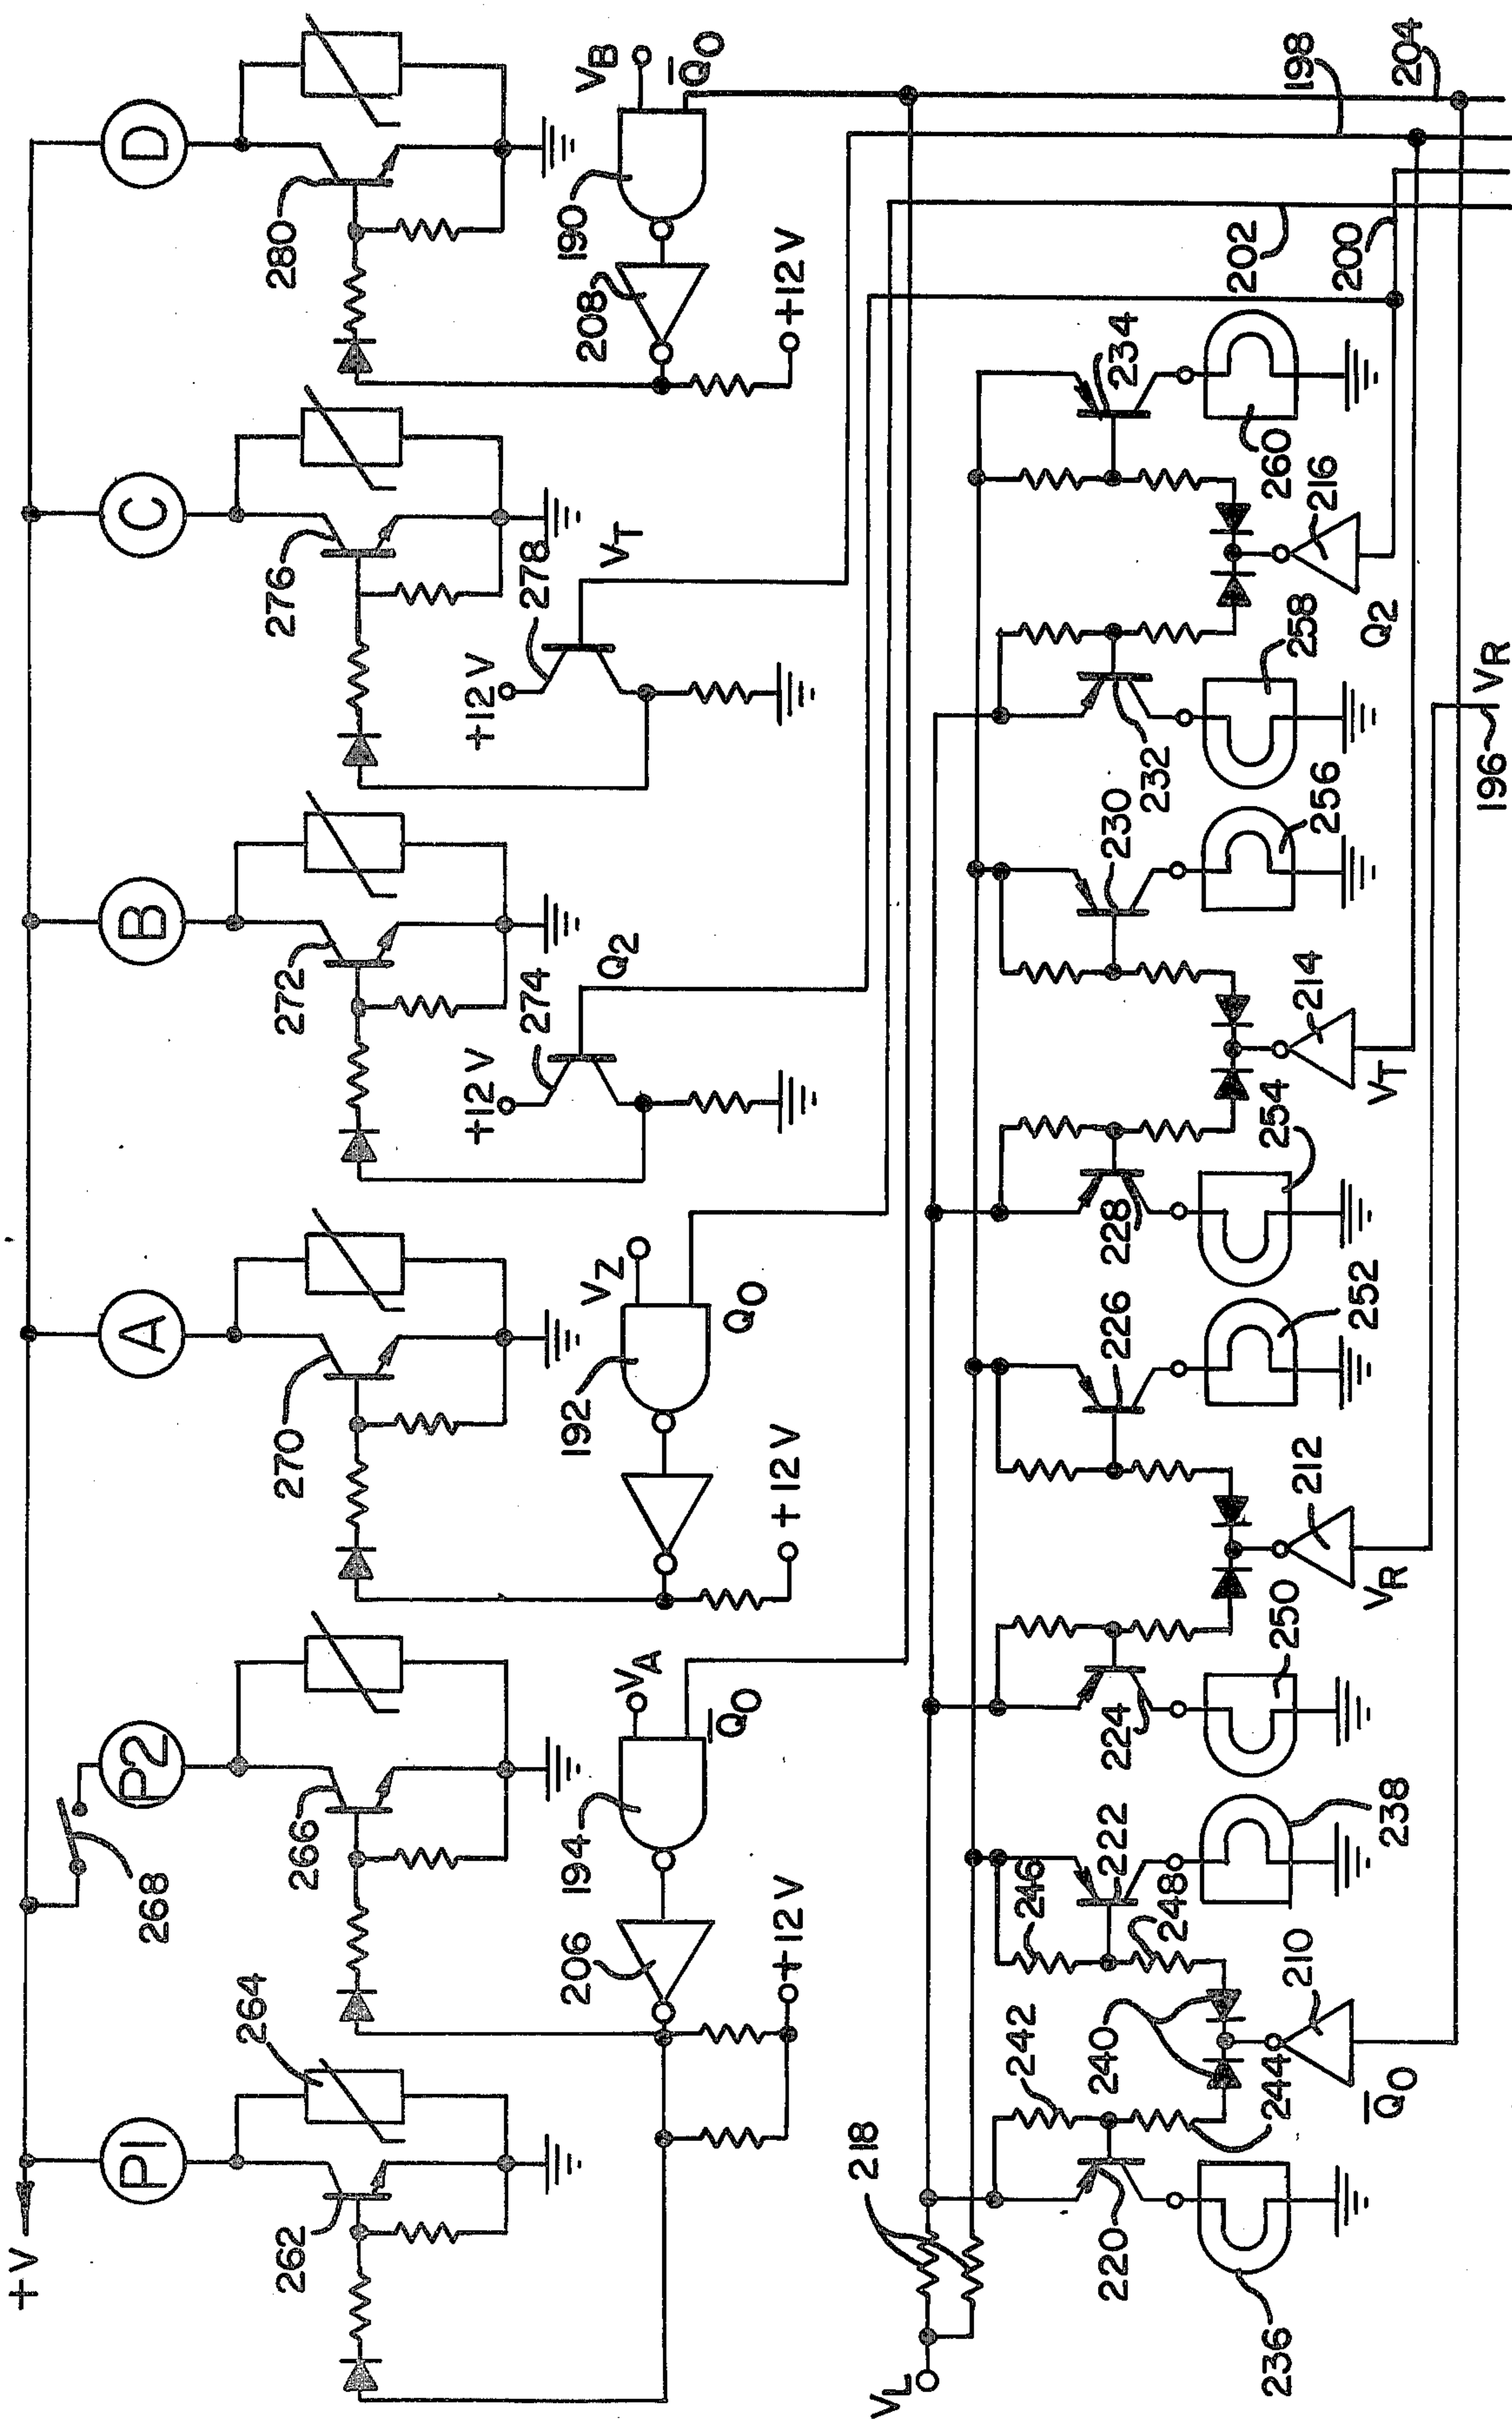 +V
P1
P2
A
B
C
D
268
264
262
266
270
272
276
280
+12V
274
Q2
+12V
278
VT
206
194
VA
Q̅0
+12V
192
VZ
Q0
+12V
208
190
VB
Q̅0
+12V
VL
218
220
242
244
240
246
248
222
236
238
210
Q̅0
224
226
250
252
212
VR
228
230
254
256
214
VT
232
234
258
260
216
Q2
196
VR
202
200
198
204